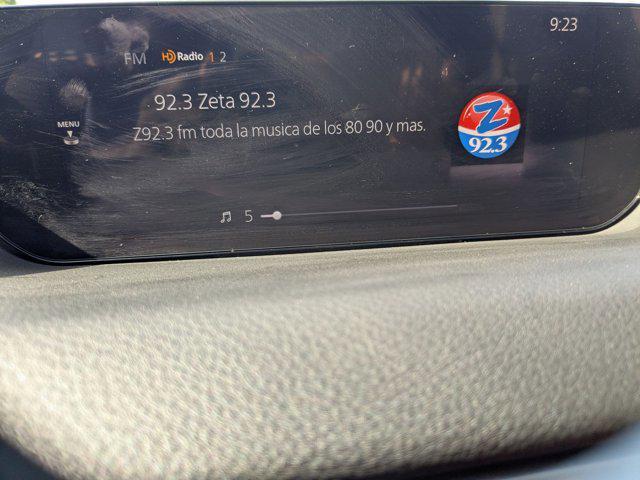 9:23
FM HD Radio 1 2
92.3 Zeta 92.3
MENU
Z92.3 fm toda la musica de los 80 90 y mas.
Z
92.3
5